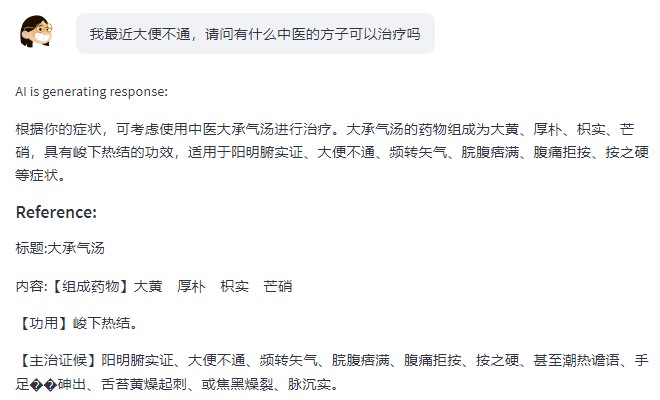 我最近大便不通，请问有什么中医的方子可以治疗吗
AI is generating response:
根据你的症状，可考虑使用中医大承气汤进行治疗。大承气汤的药物组成为大黄、厚朴、枳实、芒
硝，具有峻下热结的功效，适用于阳明腑实证、大便不通、频转矢气、脘腹痞满、腹痛拒按、按之硬
等症状。
Reference:
标题:大承气汤
内容:【组成药物】大黄　厚朴　枳实　芒硝
【功用】峻下热结。
【主治证候】阳明腑实证、大便不通、频转矢气、脘腹痞满、腹痛拒按、按之硬、甚至潮热谵语、手
足��砷出、舌苔黄燥起刺、或焦黑燥裂、脉沉实。